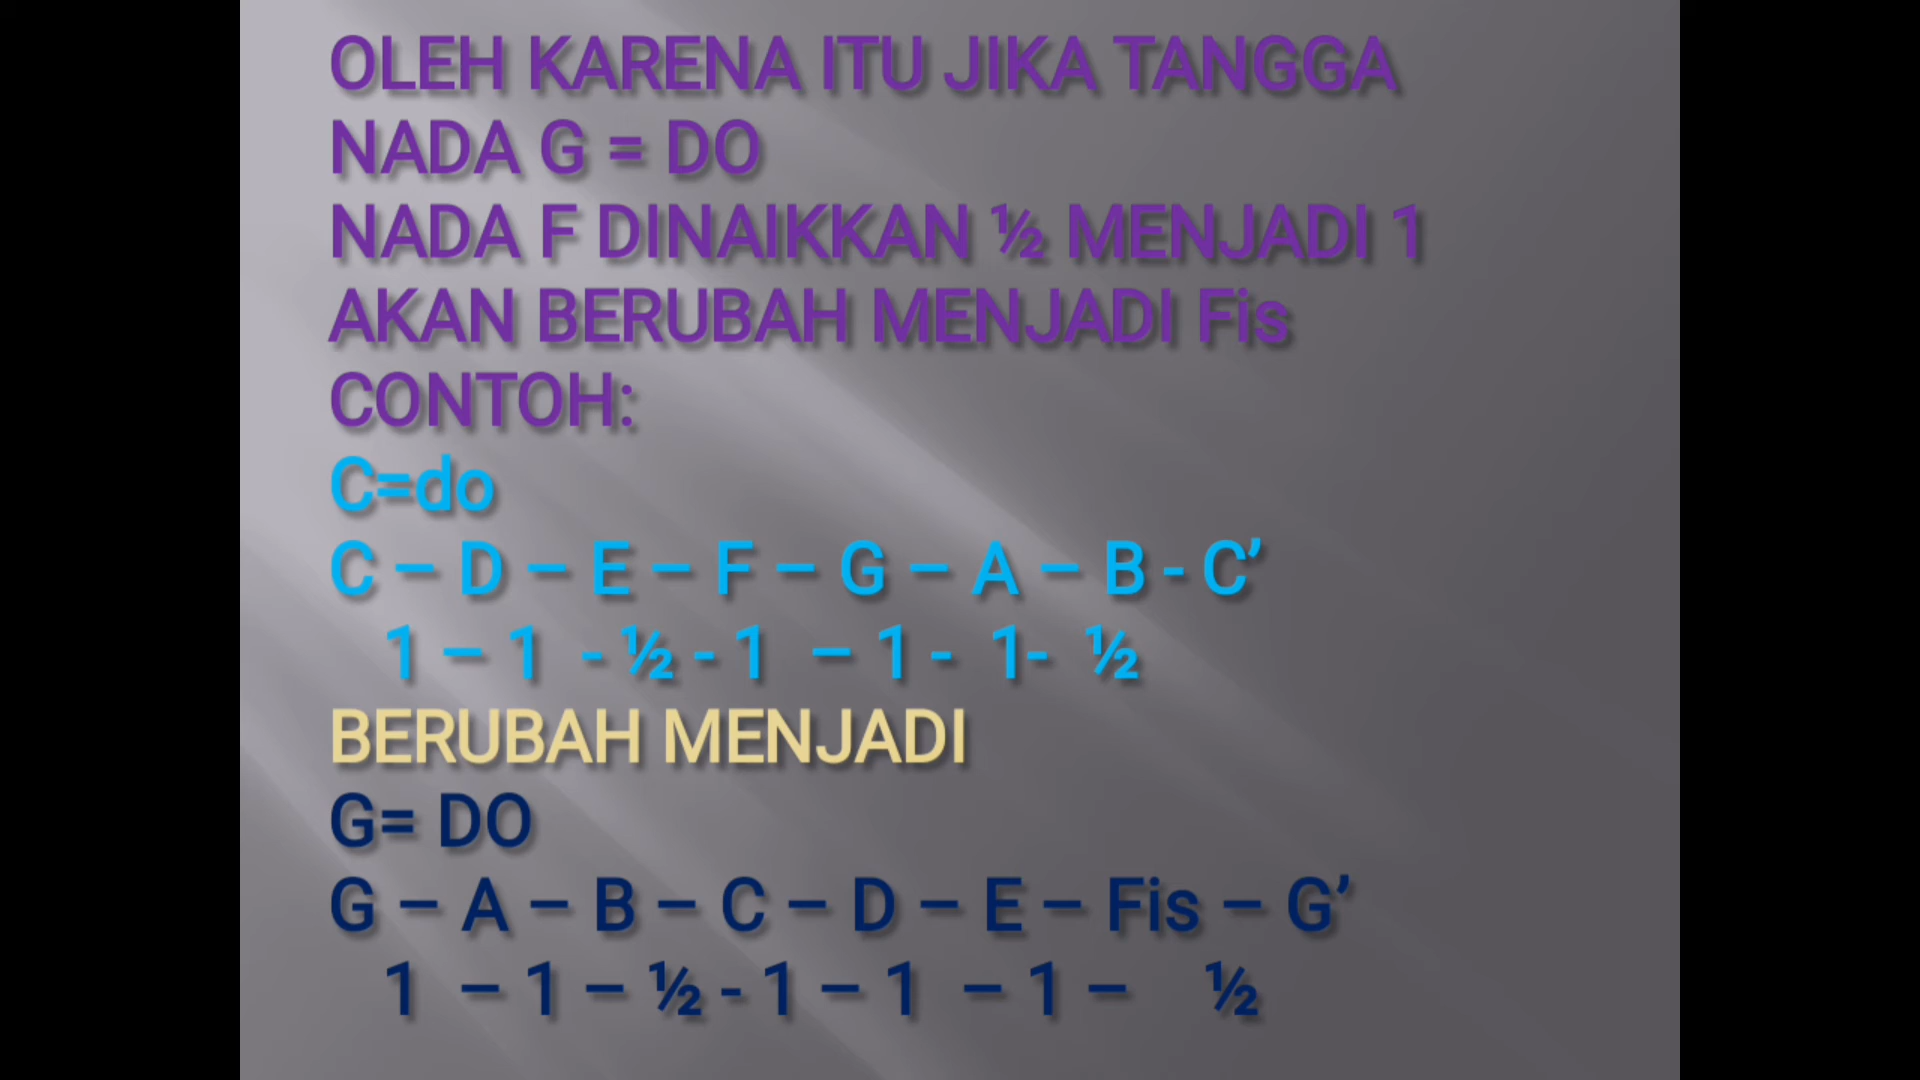 OLEH KARENA ITU JIKA TANGGA
NADA G = DO
NADA F DINAIKKAN ½ MENJADI 1
AKAN BERUBAH MENJADI Fis
CONTOH:
C=do
C – D – E – F – G – A – B - C’
1 – 1 - ½ - 1 – 1 - 1- ½
BERUBAH MENJADI
G= DO
G – A – B – C – D – E – Fis – G’
1 – 1 – ½ - 1 – 1 – 1 – ½